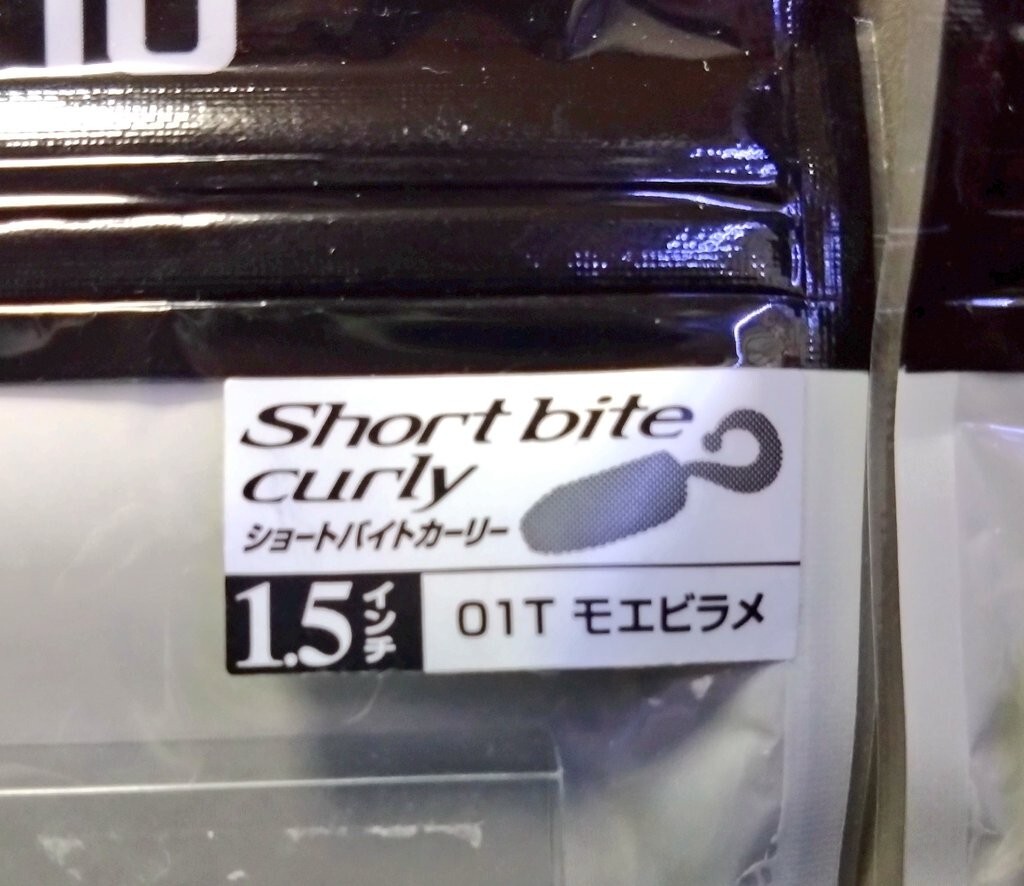 Short bite
curly
ショートバイトカーリー
1.5インチ
01T モエビラメ